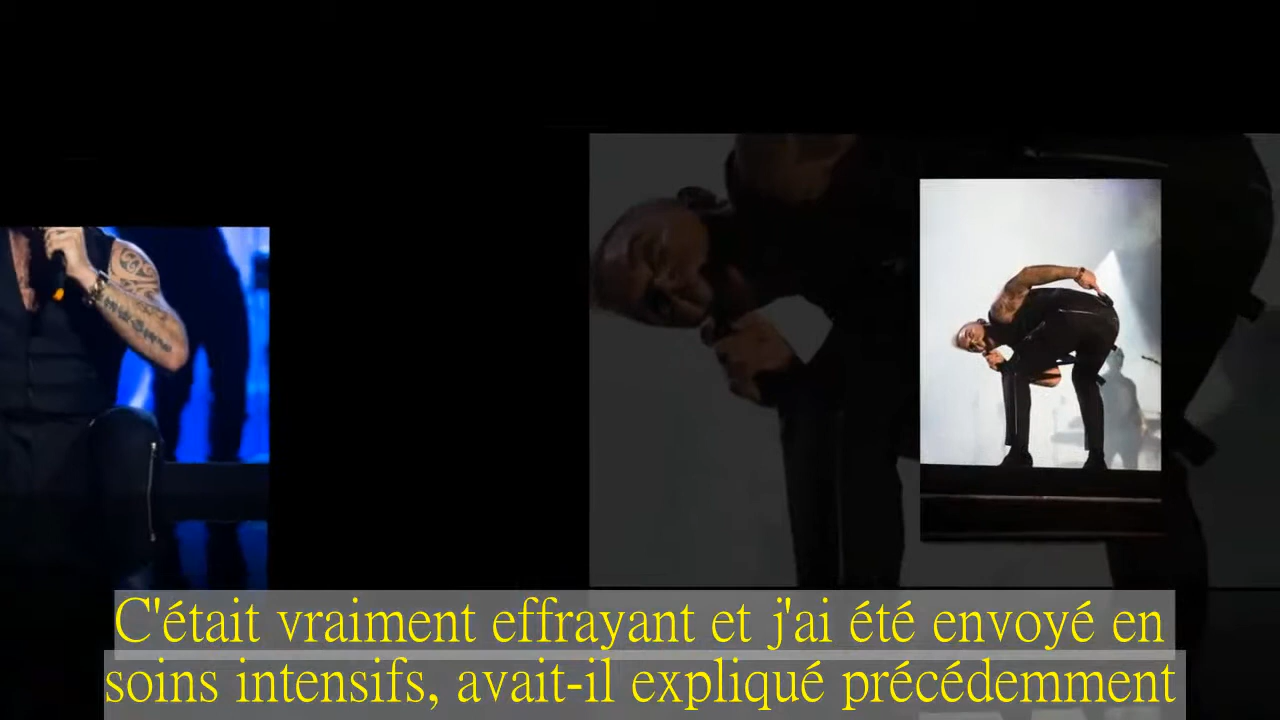 C'était vraiment effrayant et j'ai été envoyé en
soins intensifs, avait-il expliqué précédemment